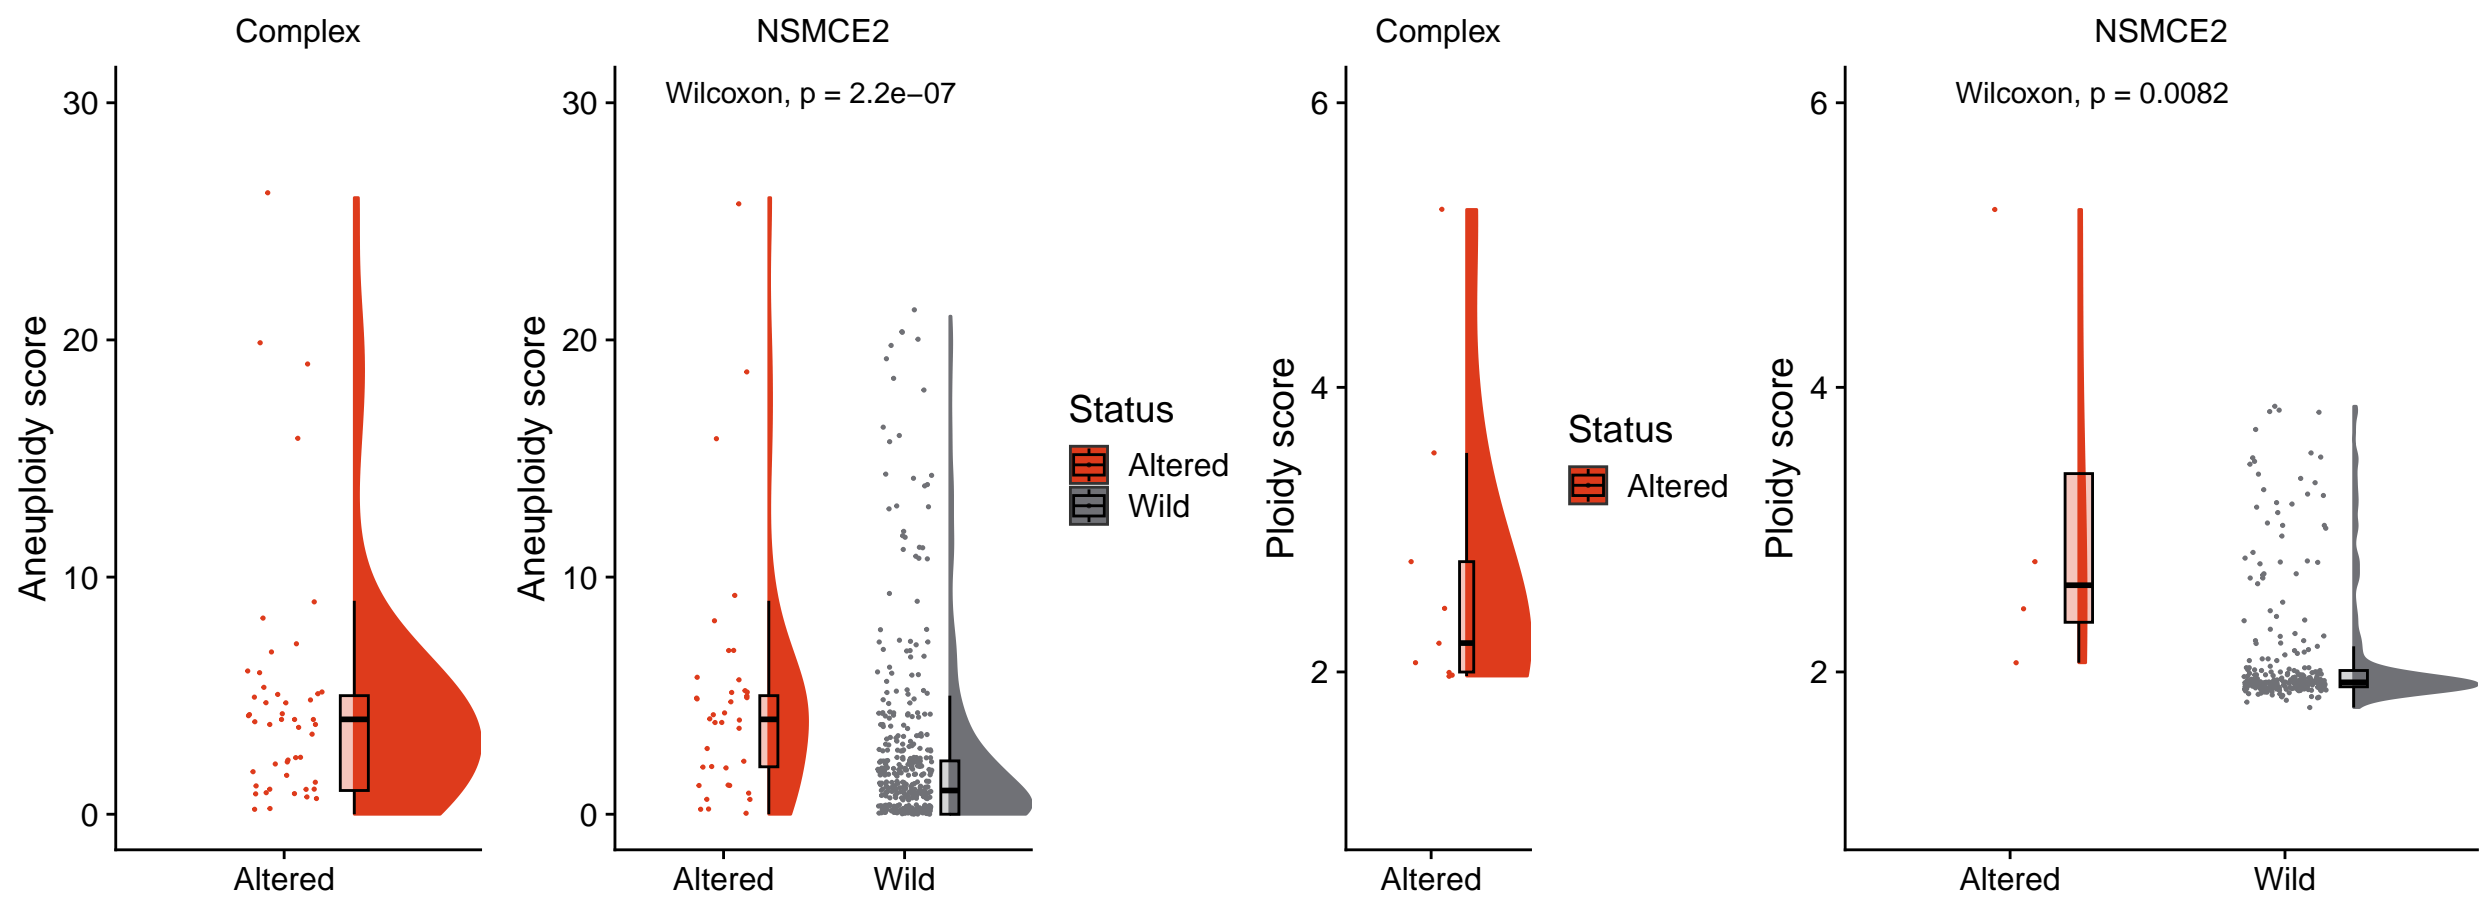 Complex
NSMCE2
Complex
NSMCE2
Wilcoxon, p = 2.2e−07
Wilcoxon, p = 0.0082
Aneuploidy score
30
20
10
0
Altered
Aneuploidy score
30
20
10
0
Altered
Wild
Status
Altered
Wild
Ploidy score
6
4
2
Altered
Status
Altered
Ploidy score
6
4
2
Altered
Wild